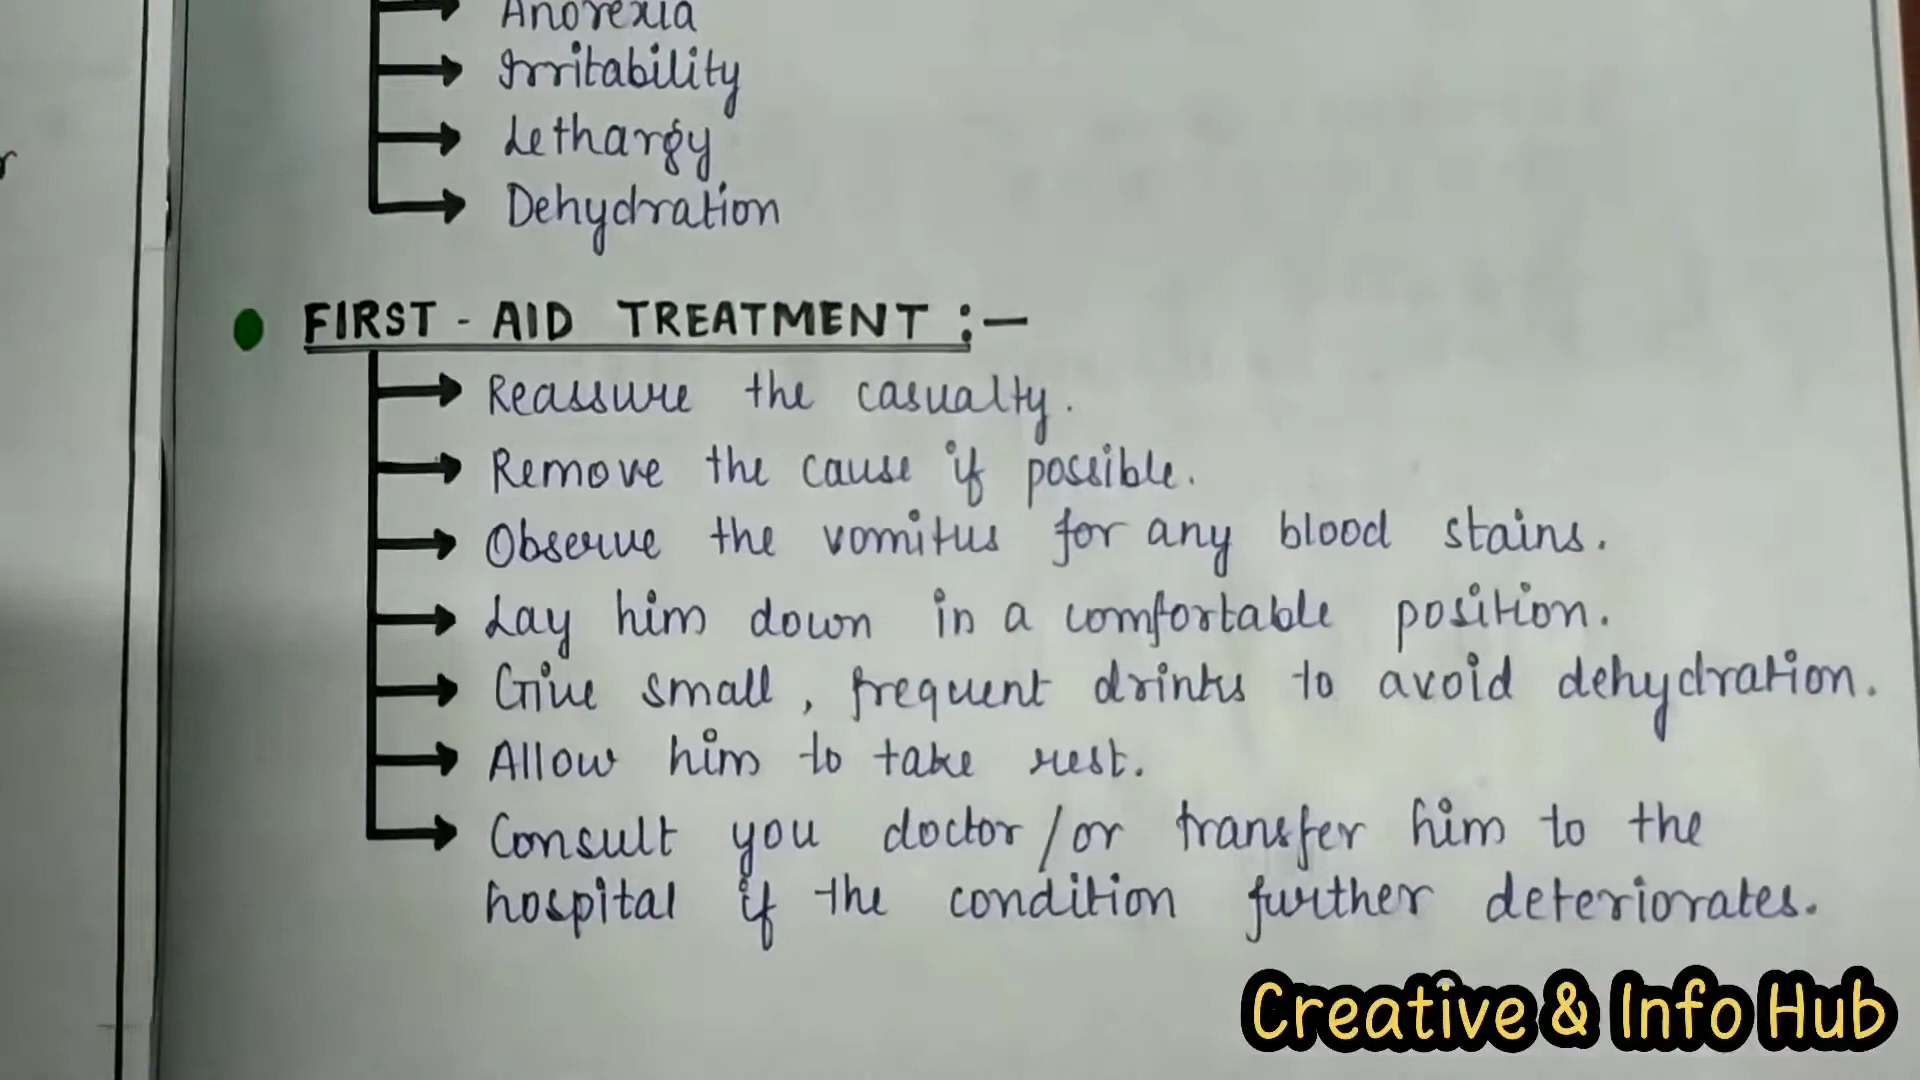 Anorexia
Irritability
Lethargy
Dehydration
FIRST - AID TREATMENT :-
Reassure the casualty.
Remove the cause if possible.
Observe the vomitus for any blood stains.
Lay him down in a comfortable position.
Give small, frequent drinks to avoid dehydration.
Allow him to take rest.
Consult you doctor/or transfer him to the
hospital if the condition further deteriorates.
Creative & Info Hub